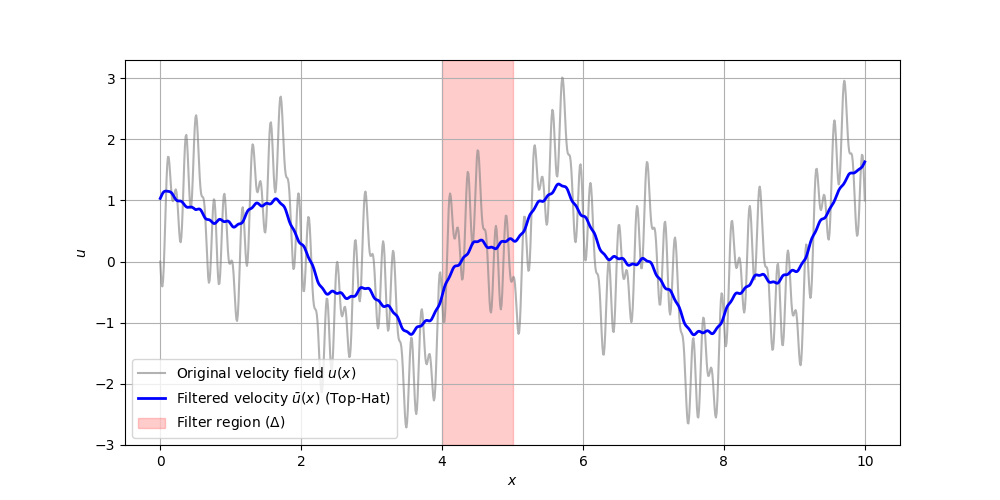 3
2
1
0
−1
−2
−3
u
Original velocity field u(x)
Filtered velocity ū(x) (Top-Hat)
Filter region (Δ)
0
2
4
6
8
10
x